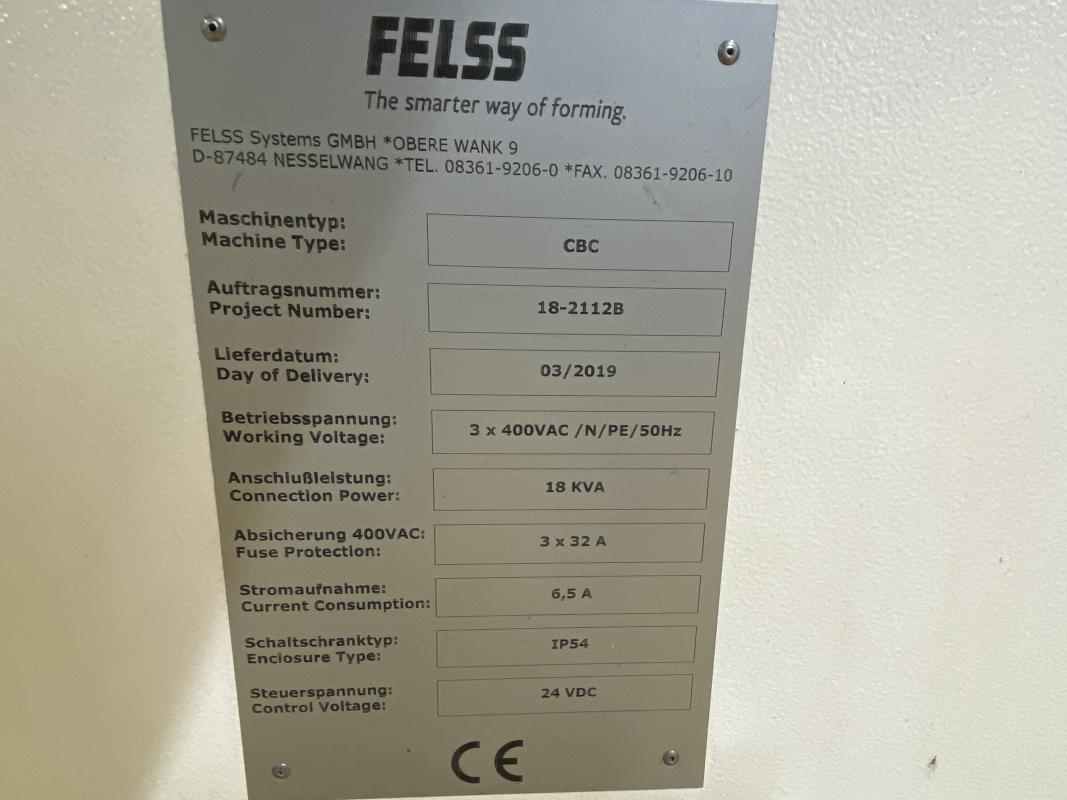 FELSS
The smarter way of forming.
FELSS Systems GMBH *OBERE WANK 9
D-87484 NESSELWANG *TEL. 08361-9206-0 *FAX. 08361-9206-10
Maschinentyp:
Machine Type:
CBC
Auftragsnummer:
Project Number:
18-2112B
Lieferdatum:
Day of Delivery:
03/2019
Betriebsspannung:
Working Voltage:
3 x 400VAC /N/PE/50Hz
Anschlußleistung:
Connection Power:
18 KVA
Absicherung 400VAC:
Fuse Protection:
3 x 32 A
Stromaufnahme:
Current Consumption:
6,5 A
Schaltschranktyp:
Enclosure Type:
IP54
Steuerspannung:
Control Voltage:
24 VDC
CE